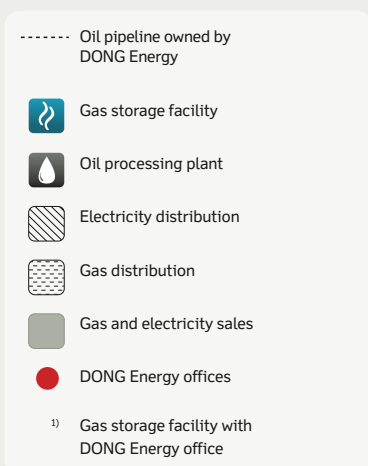 Oil pipeline owned by
DONG Energy
Gas storage facility
Oil processing plant
Electricity distribution
Gas distribution
Gas and electricity sales
DONG Energy offices
1) Gas storage facility with
DONG Energy office